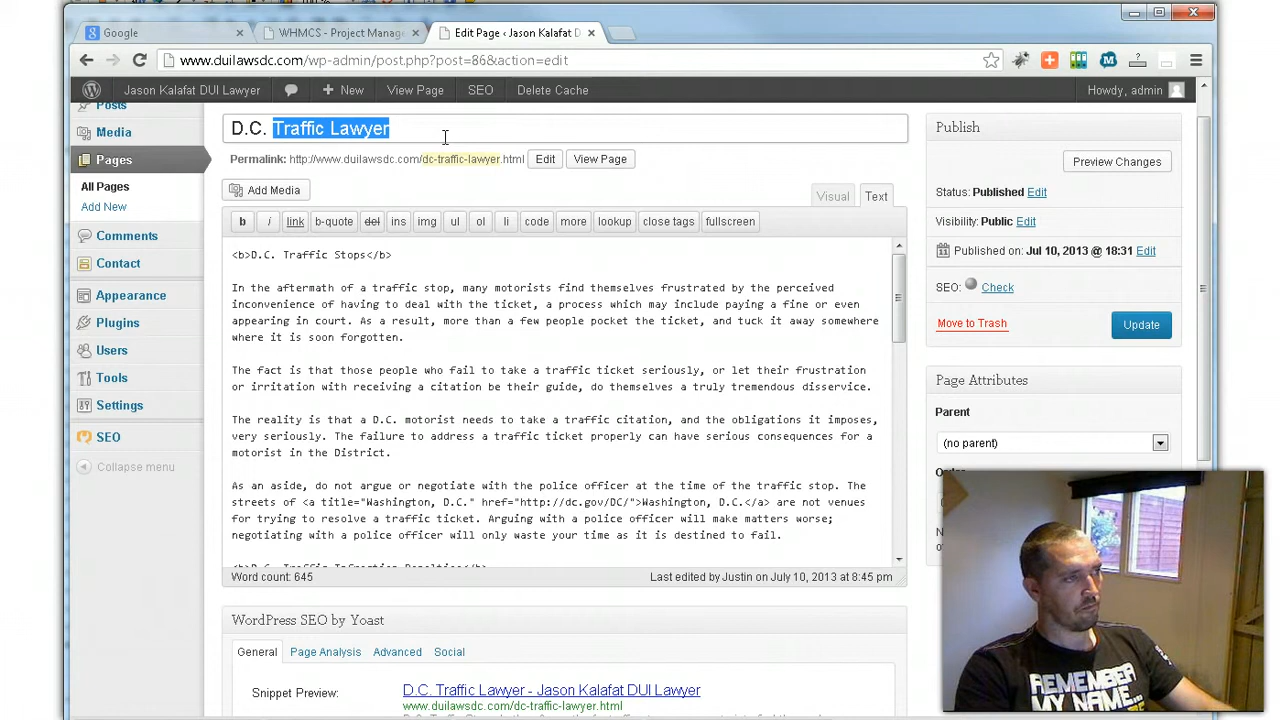 Google
WHMCS - Project Manag
Edit Page ‹ Jason Kalafat D
www.duilawsdc.com/wp-admin/post.php?post=86&action=edit
Jason Kalafat DUI Lawyer
New
View Page
SEO
Delete Cache
Howdy, admin
Posts
Media
Pages
All Pages
Add New
Comments
Contact
Appearance
Plugins
Users
Tools
Settings
SEO
Collapse menu
D.C. Traffic Lawyer
Permalink: http://www.duilawsdc.com/dc-traffic-lawyer.html
Edit
View Page
Add Media
Visual
Text
b i link b-quote del ins img ul ol li code more lookup close tags fullscreen
<b>D.C. Traffic Stops</b>
In the aftermath of a traffic stop, many motorists find themselves frustrated by the perceived
inconvenience of having to deal with the ticket, a process which may include paying a fine or even
appearing in court. As a result, more than a few people pocket the ticket, and tuck it away somewhere
where it is soon forgotten.
The fact is that those people who fail to take a traffic ticket seriously, or let their frustration
or irritation with receiving a citation be their guide, do themselves a truly tremendous disservice.
The reality is that a D.C. motorist needs to take a traffic citation, and the obligations it imposes,
very seriously. The failure to address a traffic ticket properly can have serious consequences for a
motorist in the District.
As an aside, do not argue or negotiate with the police officer at the time of the traffic stop. The
streets of <a title="Washington, D.C." href="http://dc.gov/DC/">Washington, D.C.</a> are not venues
for trying to resolve a traffic ticket. Arguing with a police officer will make matters worse;
negotiating with a police officer will only waste your time as it is destined to fail.
<b>D.C. Traffic Infraction Penalties</b>
Word count: 645
Last edited by Justin on July 10, 2013 at 8:45 pm
WordPress SEO by Yoast
General
Page Analysis
Advanced
Social
Snippet Preview:
D.C. Traffic Lawyer - Jason Kalafat DUI Lawyer
www.duilawsdc.com/dc-traffic-lawyer.html
Publish
Preview Changes
Status: Published Edit
Visibility: Public Edit
Published on: Jul 10, 2013 @ 18:31 Edit
SEO: Check
Move to Trash
Update
Page Attributes
Parent
(no parent)
REMEMBER
MY NAME...